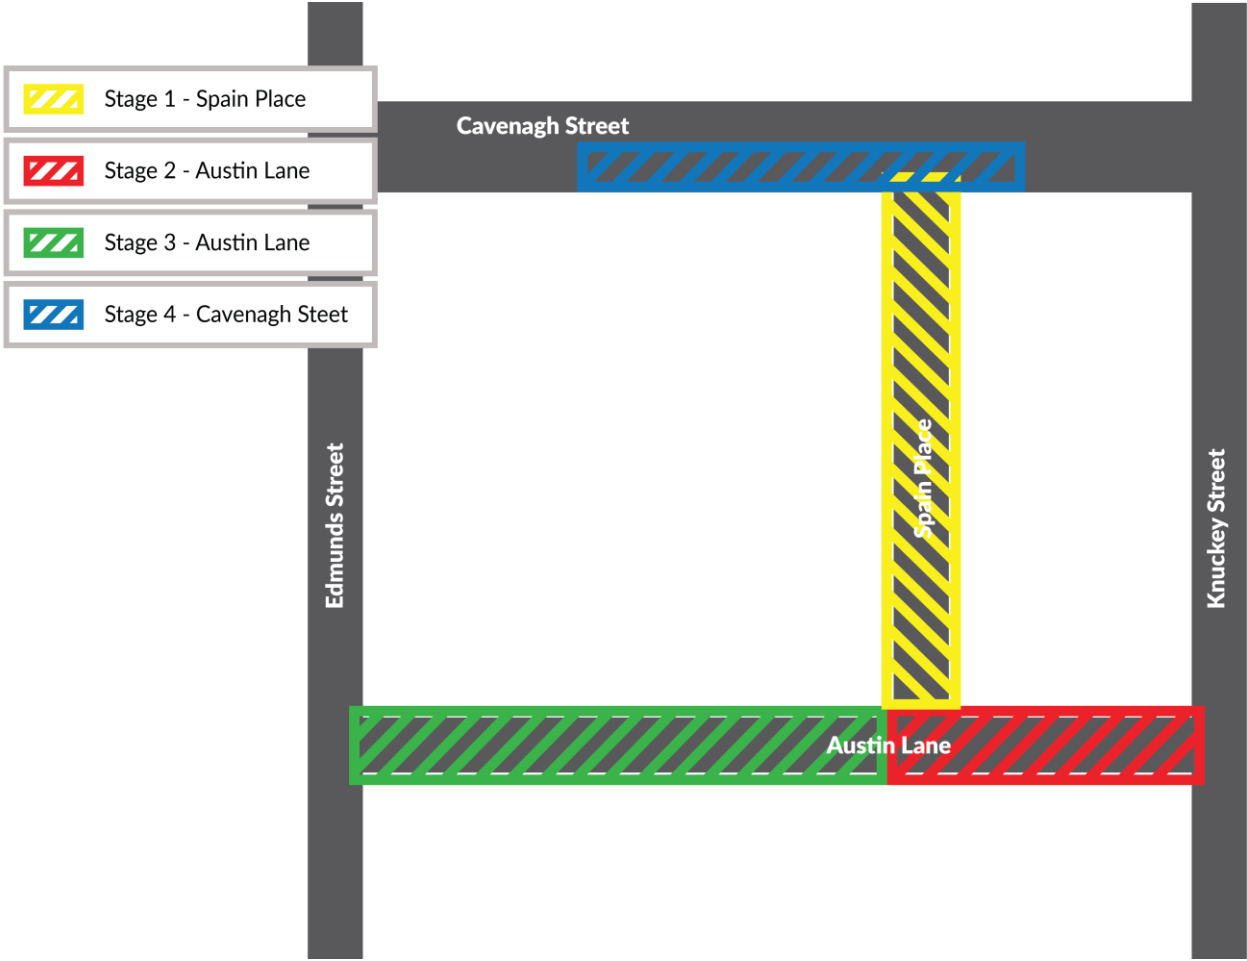 Stage 1 - Spain Place
Stage 2 - Austin Lane
Stage 3 - Austin Lane
Stage 4 - Cavenagh Steet
Cavenagh Street
Edmunds Street
Spain Place
Knuckey Street
Austin Lane